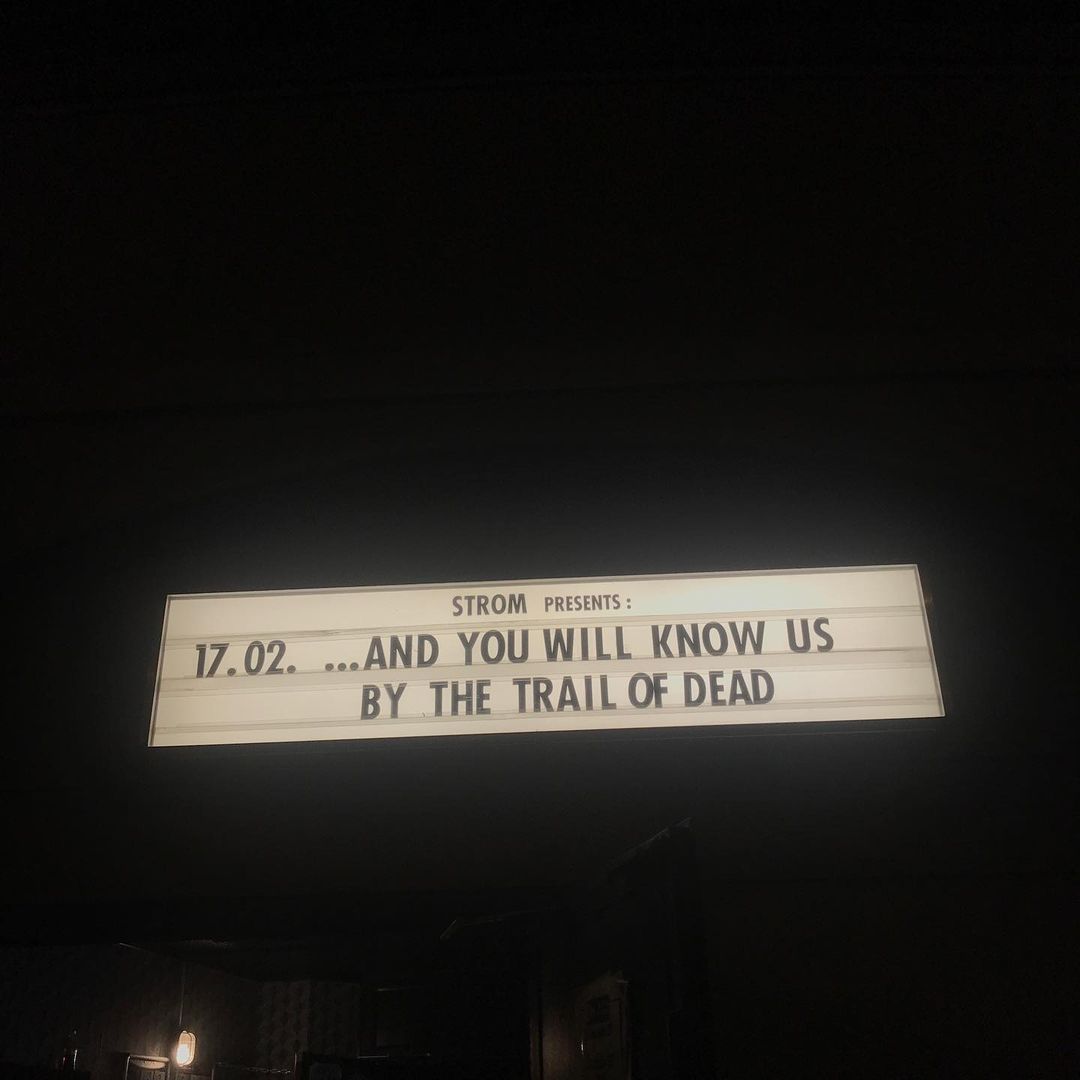 STROM PRESENTS:
17.02. ...AND YOU WILL KNOW US
BY THE TRAIL OF DEAD